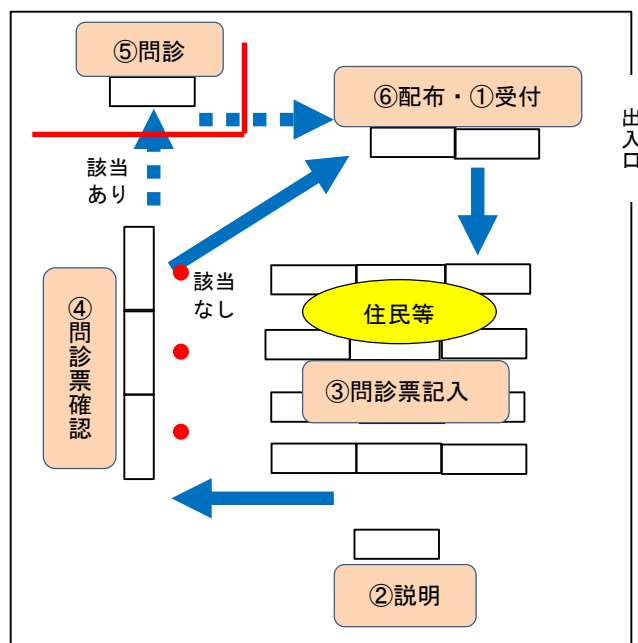 ⑤問診
⑥配布・①受付
出入口
該当
あり
該当
なし
住民等
④問診票確認
③問診票記入
②説明